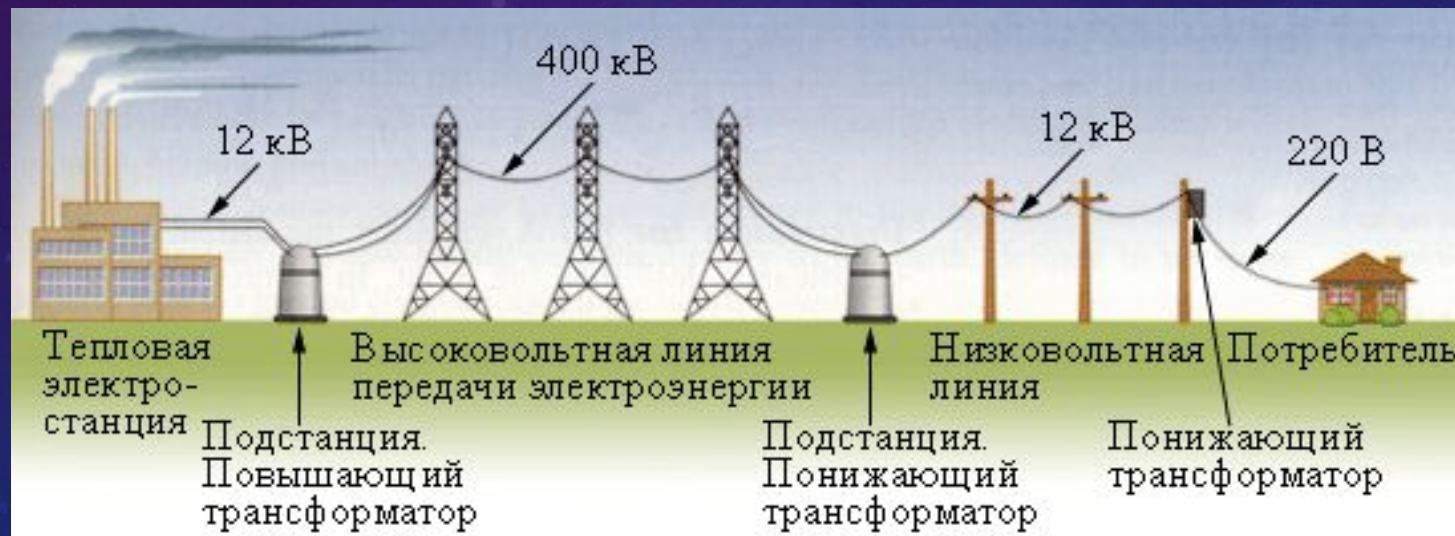 400 кВ
12 кВ
12 кВ
220 В
Тепловая
электро-
станция
Высоковольтная линия
передачи электроэнергии
Низковольтная
линия
Потребитель
Подстанция.
Повышающий
трансформатор
Подстанция.
Понижающий
трансформатор
Понижающий
трансформатор